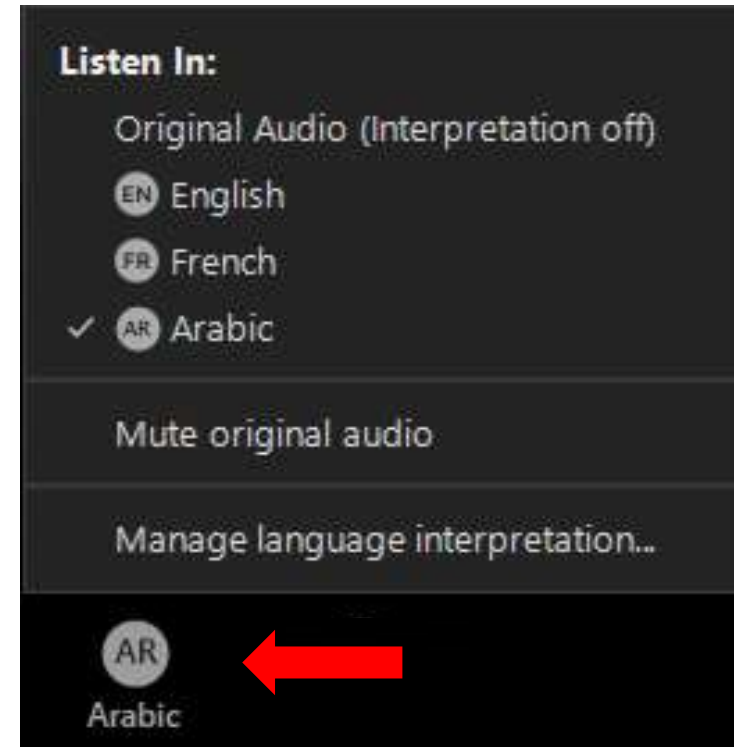 Listen In:
Original Audio (Interpretation off)
EN English
FR French
AR Arabic
Mute original audio
Manage language interpretation...
AR
Arabic